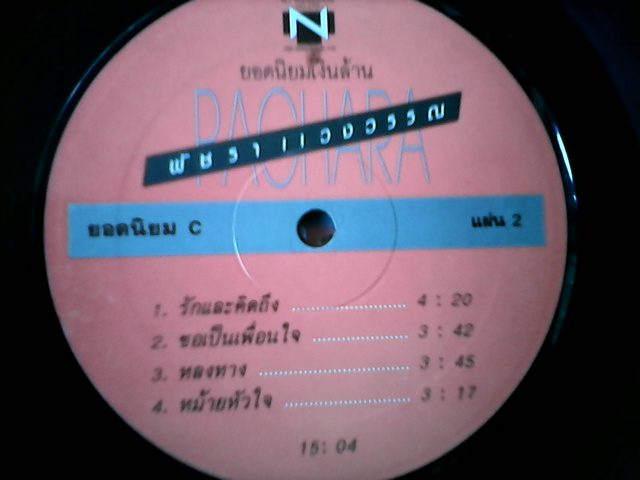 N
ยอดนิยมเงินล้าน
PACHARA
พัชรา แวงวรรณ
ยอดนิยม C
แผ่น 2
1. รักและคิดถึง 4 : 20
2. ขอเป็นเพื่อนใจ 3 : 42
3. หลงทาง 3 : 45
4. หม้ายหัวใจ 3 : 17
15: 04